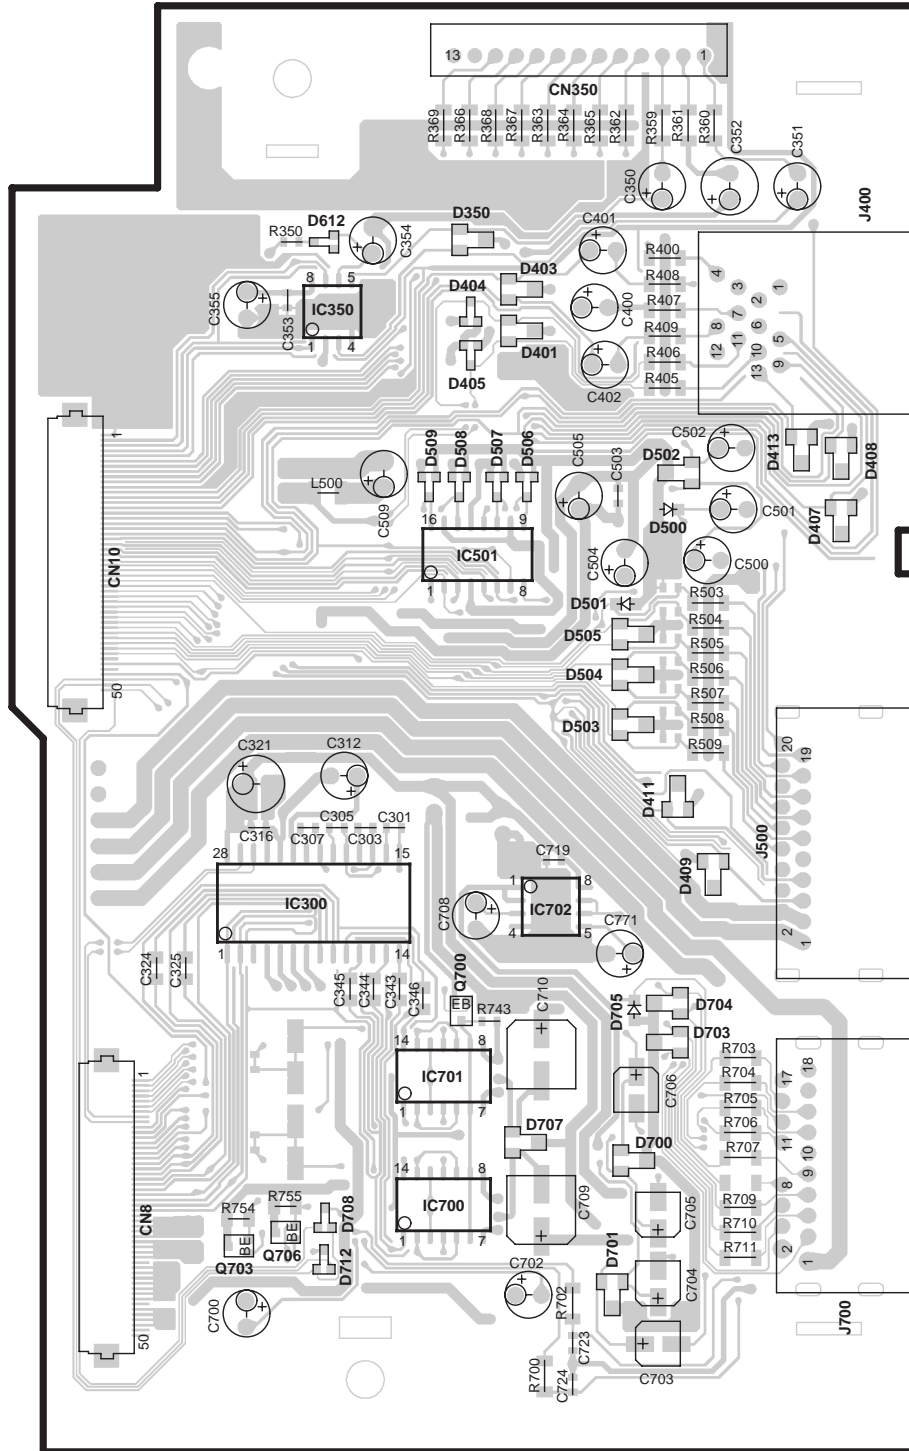 13 1
CN350
R369 R366 R368 R367 R363 R364 R365 R362 R359 R361 R360 C352 C351
C350
J400
R350 D612 C354 D350 C401 R400
R408
C355 C353 8 5 IC350 1 4
D404 D403 C400 R407
R409
D401 R406
D405 C402 R405
4 3 1
2
7
8 6 5
11
12 10 9
13
1
CN10
50
L500 C509 D509 D508 D507 D506 C505 C503 D502 C502 D413 D408
16 9
IC501
1 8
D500 C501 D407
C504 C500
D501 R503
D505 R504
R505
D504 R506
R507
D503 R508
R509
C321 C312
C316 C307 C305 C303 C301
D411
20 19
J500
2 1
D409
28 15
IC300
1 14
C719
1 8
IC702
4 5
C708 C771
C324 C325
C345 C344 C343 C346
Q700
EB
R743
C710
D705 D704
D703
14 8
IC701
1 7
C706
R703
R704
R705
R706
R707
R709
R710
R711
18
17
11 10
9
8
2 1
J700
D707 D700
1
CN8
50
14 8
IC700
1 7
C709 C705
R754 R755 D708
BE BE
Q703 Q706 D712
D701 C704
C700 C702 R702
C723
R700 C724 C703